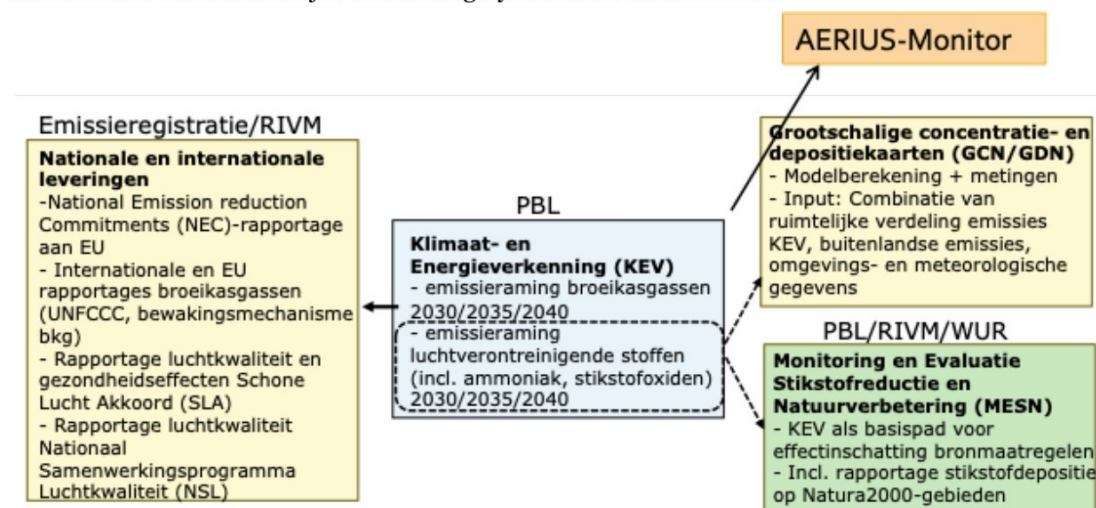 AERIUS-Monitor
Emissieregistratie/RIVM
Nationale en internationale
leveringen
-National Emission reduction
Commitments (NEC)-rapportage
aan EU
- Internationale en EU
rapportages broeikasgassen
(UNFCCC, bewakingsmechanisme
bkg)
- Rapportage luchtkwaliteit en
gezondheidseffecten Schone
Lucht Akkoord (SLA)
- Rapportage luchtkwaliteit
Nationaal
Samenwerkingsprogramma
Luchtkwaliteit (NSL)
PBL
Klimaat- en
Energieverkenning (KEV)
- emissieraming broeikasgassen
2030/2035/2040
- emissieraming
luchtverontreinigende stoffen
(incl. ammoniak, stikstofoxiden)
2030/2035/2040
Grootschalige concentratie- en
depositiekaarten (GCN/GDN)
- Modelberekening + metingen
- Input: Combinatie van
ruimtelijke verdeling emissies
KEV, buitenlandse emissies,
omgevings- en meteorologische
gegevens
PBL/RIVM/WUR
Monitoring en Evaluatie
Stikstofreductie en
Natuurverbetering (MESN)
- KEV als basispad voor
effectinschatting bronmaatregelen
- Incl. rapportage stikstofdepositie
op Natura2000-gebieden